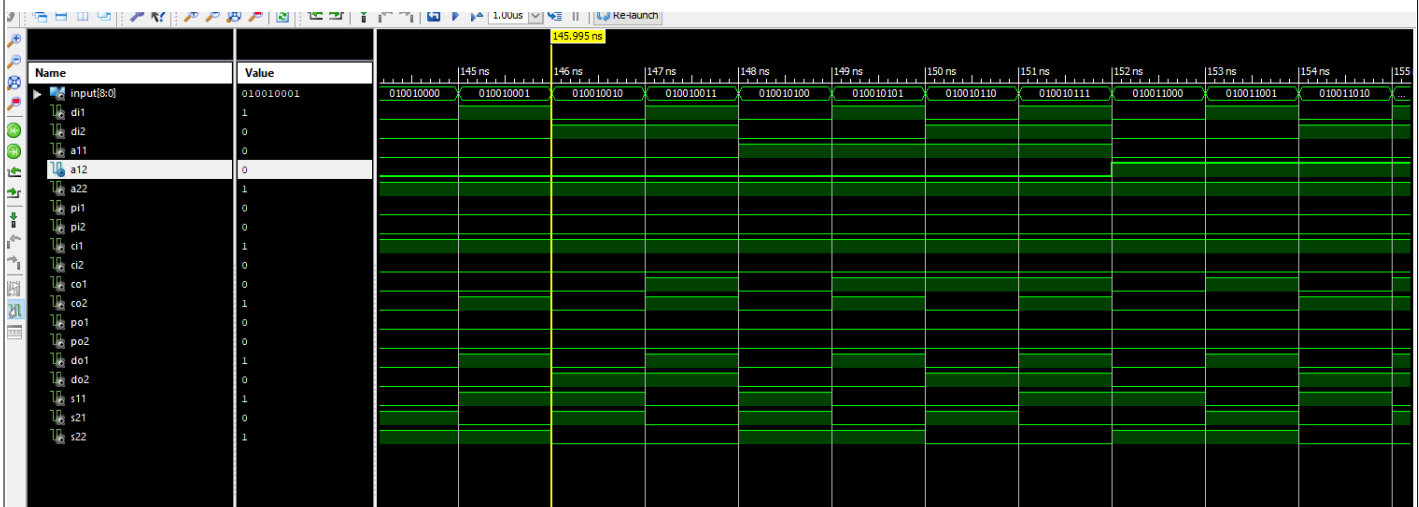 1.00us Re-launch
145.995 ns
Name Value
145 ns 146 ns 147 ns 148 ns 149 ns 150 ns 151 ns 152 ns 153 ns 154 ns 155
input[8:0] 010010001 010010000 010010001 010010010 010010011 010010100 010010101 010010110 010010111 010011000 010011001 010011010 ...
di1 1
di2 0
a11 0
a12 0
a22 1
pi1 0
pi2 0
ci1 1
ci2 0
co1 0
co2 1
po1 0
po2 0
do1 1
do2 0
s11 1
s21 0
s22 1